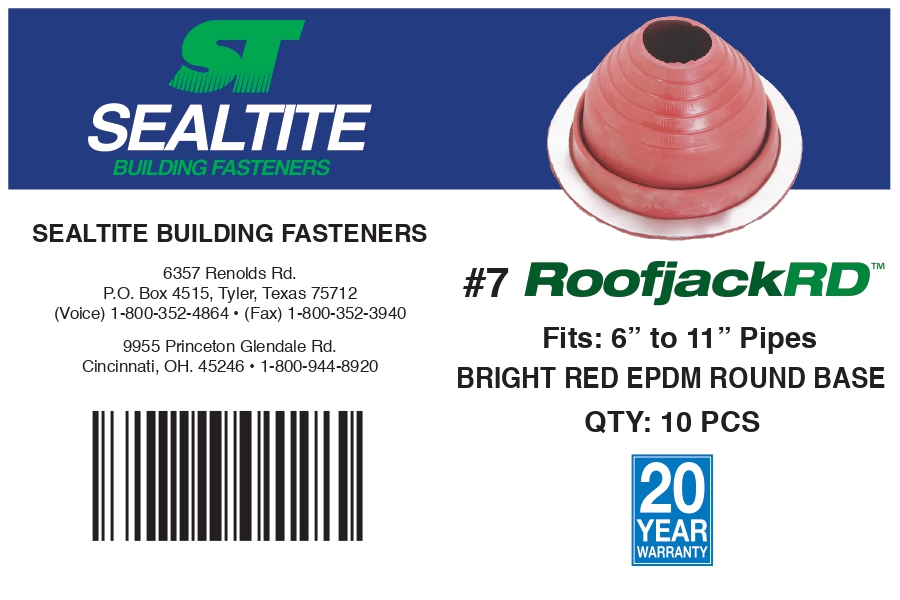 ST
SEALTITE
BUILDING FASTENERS
SEALTITE BUILDING FASTENERS
6357 Renolds Rd.
P.O. Box 4515, Tyler, Texas 75712
(Voice) 1-800-352-4864 • (Fax) 1-800-352-3940
9955 Princeton Glendale Rd.
Cincinnati, OH. 45246 • 1-800-944-8920
#7 RoofjackRD™
Fits: 6” to 11” Pipes
BRIGHT RED EPDM ROUND BASE
QTY: 10 PCS
20
YEAR
WARRANTY